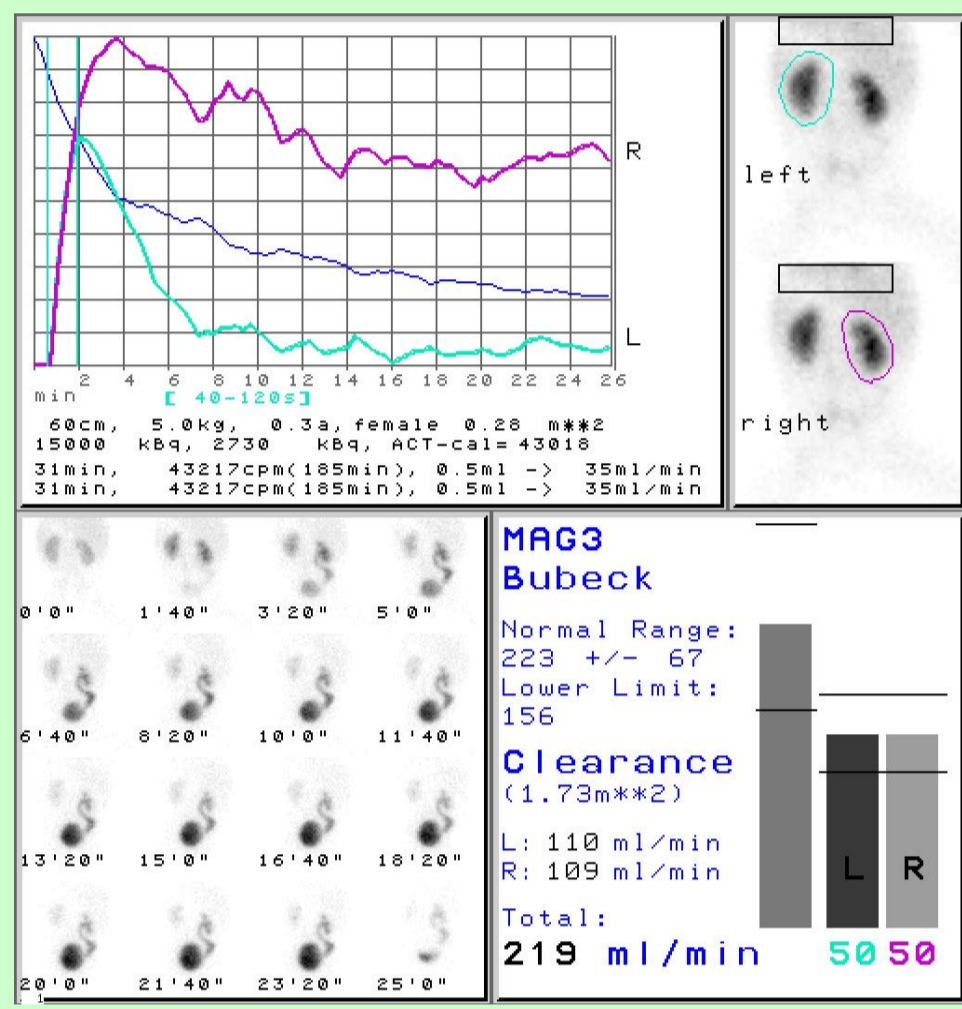 R
L
2 4 6 8 10 12 14 16 18 20 22 24 26
min
[ 40-120s]
60cm, 5.0kg, 0.3a, female 0.28 m**2
15000 kBq, 2730 kBq, ACT-cal= 43018
31min, 43217cpm(185min), 0.5ml -> 35ml/min
31min, 43217cpm(185min), 0.5ml -> 35ml/min
left
right
0'0" 1'40" 3'20" 5'0"
6'40" 8'20" 10'0" 11'40"
13'20" 15'0" 16'40" 18'20"
20'0" 21'40" 23'20" 25'0"
1
MAG3
Bubeck
Normal Range:
223 +/- 67
Lower Limit:
156
Clearance
(1.73m**2)
L: 110 ml/min
R: 109 ml/min
Total:
219 ml/min
L R
50 50